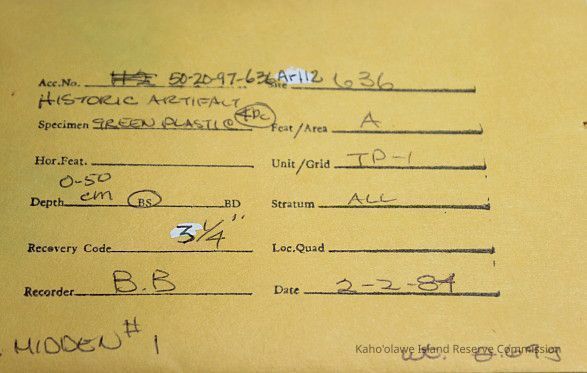 Acc.No. #2 50-20-97-636 Ar112 Site 636
HISTORIC ARTIFACT
Specimen GREEN PLASTIC 4Pc Feat/Area A
Hor.Feat. Unit/Grid TP-1
0-50
Depth cm BS BD Stratum ALL
Recovery Code 3 1/4" Loc.Quad
Recorder B.B Date 2-2-84
MIDDEN # 1 wt.
Kaho'olawe Island Reserve Commission